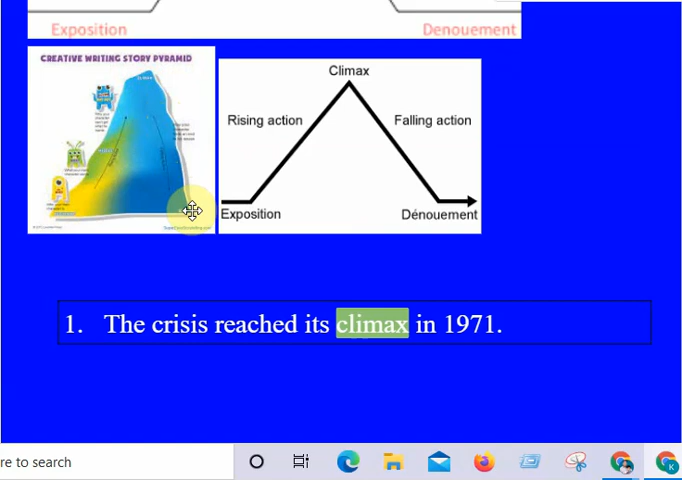 Exposition Denouement
CREATIVE WRITING STORY PYRAMID
CLIMAX
Climax
Rising action Falling action
Exposition Dénouement
1. The crisis reached its climax in 1971.
re to search